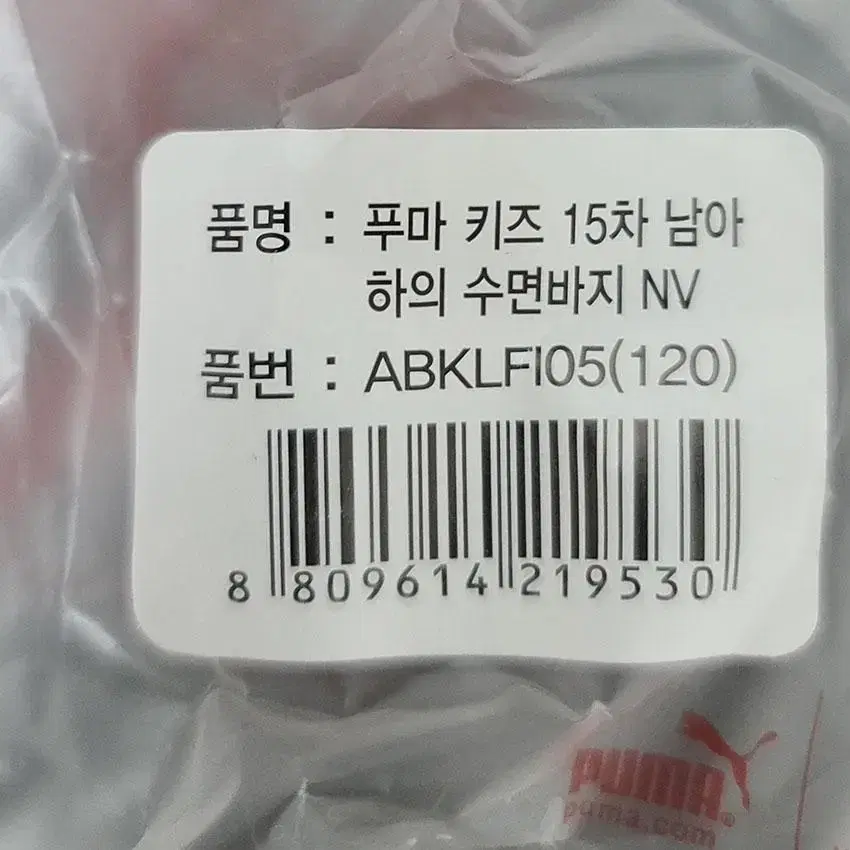 품명 : 푸마 키즈 15차 남아
하의 수면바지 NV
품번 : ABKLFI05(120)
8 809614 219530
PUMA®
puma.com